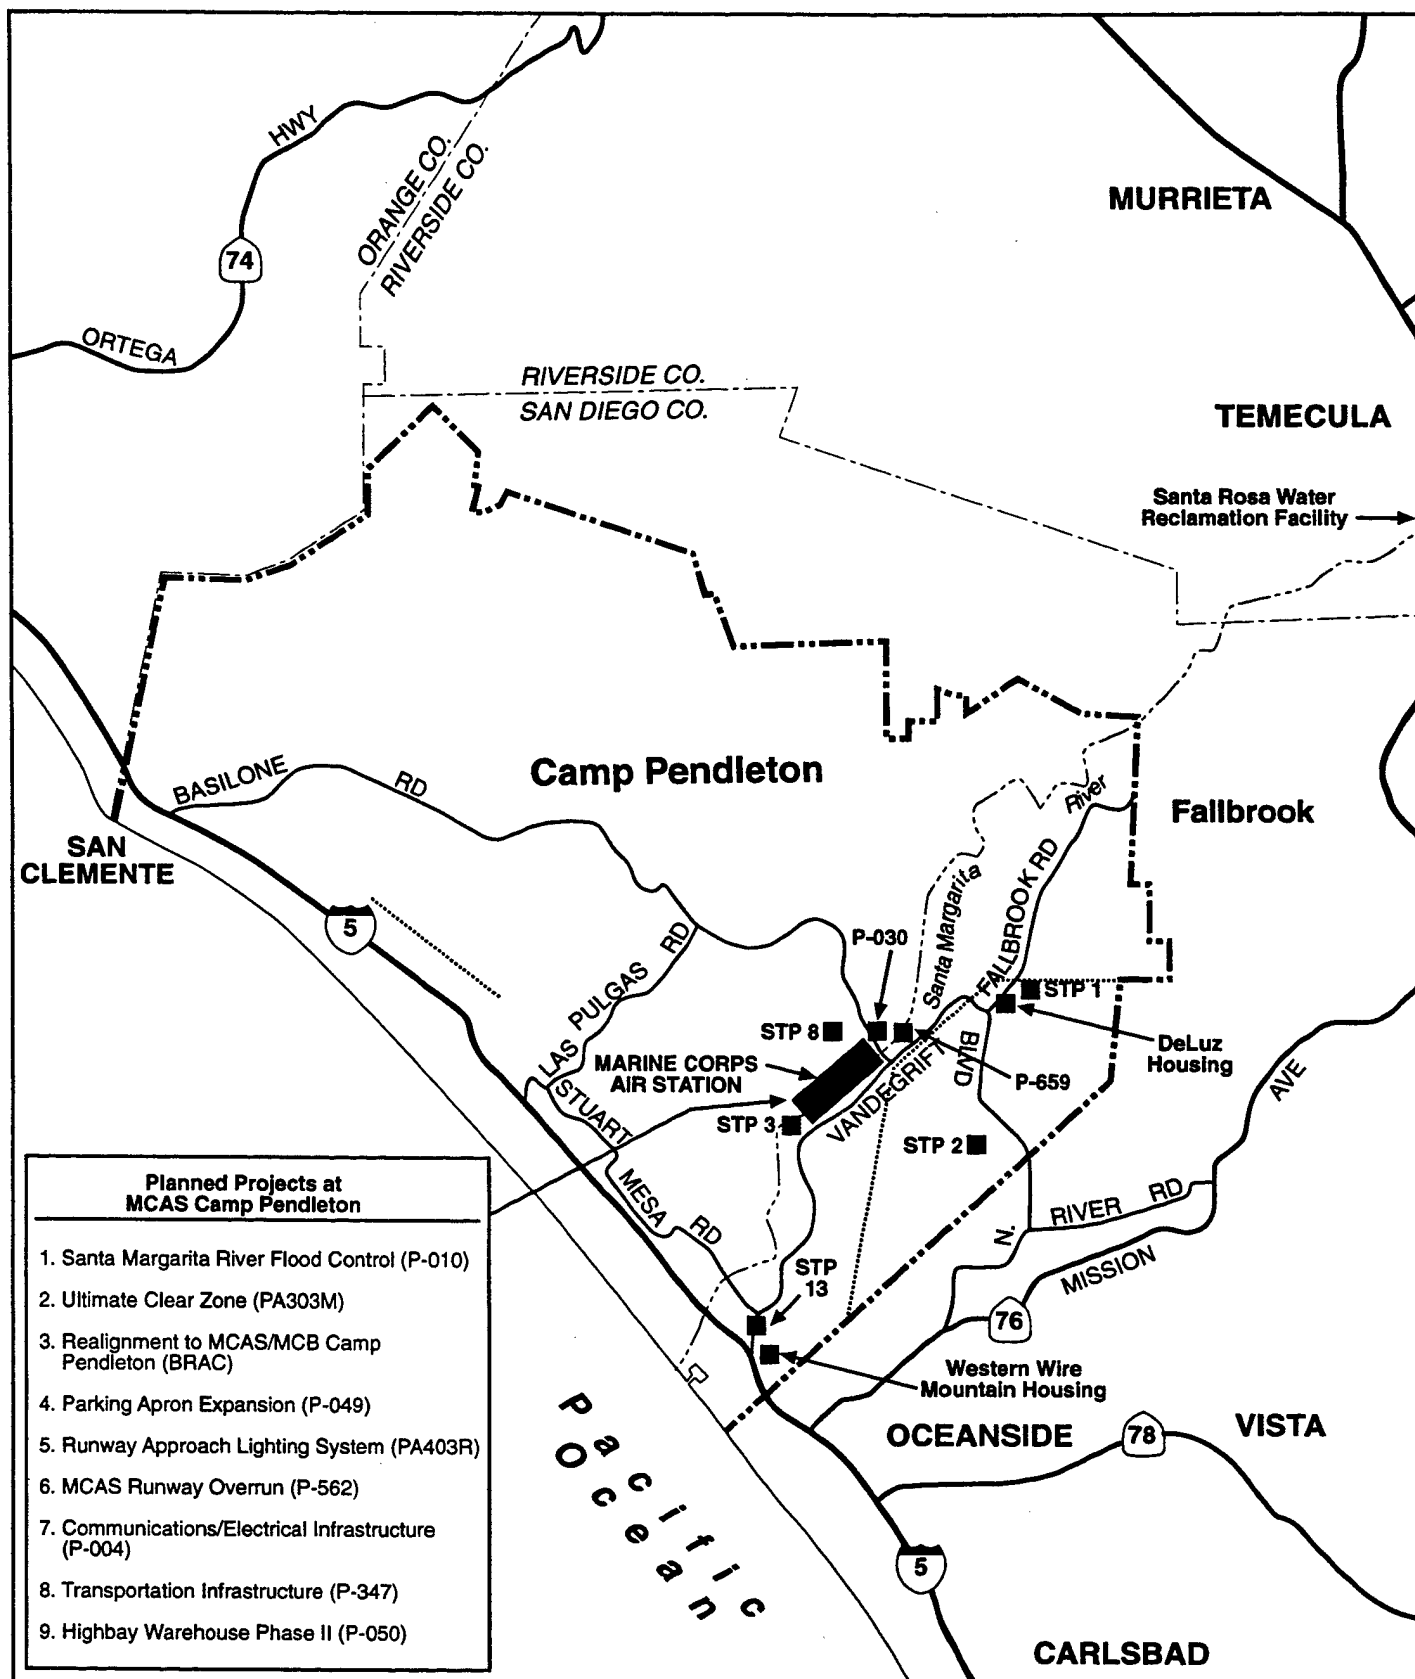 HWY
ORANGE CO.
RIVERSIDE CO.
MURRIETA
74
ORTEGA
RIVERSIDE CO.
SAN DIEGO CO.
TEMECULA
Santa Rosa Water
Reclamation Facility
BASILONE
RD
Camp Pendleton
River
Fallbrook
SAN
CLEMENTE
5
LAS PULGAS RD
P-030
Santa Margarita
FALLBROOK RD
STP 1
STP 8
DeLuz
Housing
MARINE CORPS
AIR STATION
P-659
VANDEGRIFT
BLVD
AVE
STUART
MESA
RD
STP 3
STP 2
N.
RIVER RD
MISSION
STP
13
76
Western Wire
Mountain Housing
OCEANSIDE
VISTA
78
Pacific
Ocean
5
CARLSBAD
Planned Projects at
MCAS Camp Pendleton
1. Santa Margarita River Flood Control (P-010)
2. Ultimate Clear Zone (PA303M)
3. Realignment to MCAS/MCB Camp
Pendleton (BRAC)
4. Parking Apron Expansion (P-049)
5. Runway Approach Lighting System (PA403R)
6. MCAS Runway Overrun (P-562)
7. Communications/Electrical Infrastructure
(P-004)
8. Transportation Infrastructure (P-347)
9. Highbay Warehouse Phase II (P-050)